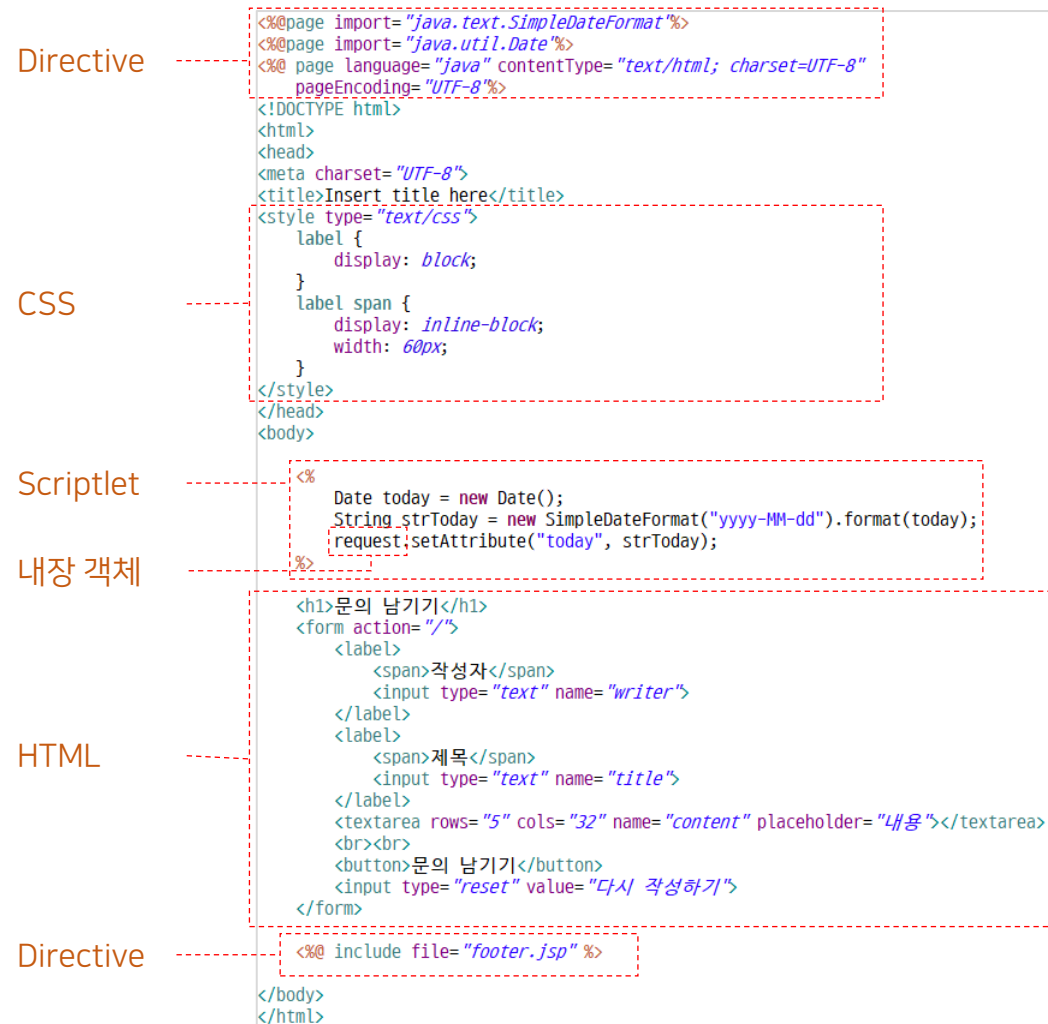 <%@page import="java.text.SimpleDateFormat"%>
<%@page import="java.util.Date"%>
Directive
<%@ page language="java" contentType="text/html; charset=UTF-8"
    pageEncoding="UTF-8"%>
<!DOCTYPE html>
<html>
<head>
<meta charset="UTF-8">
<title>Insert title here</title>
<style type="text/css">
    label {
        display: block;
    }
CSS
    label span {
        display: inline-block;
        width: 60px;
    }
</style>
</head>
<body>
Scriptlet
    <%
        Date today = new Date();
        String strToday = new SimpleDateFormat("yyyy-MM-dd").format(today);
        request.setAttribute("today", strToday);
내장 객체
    %>
    <h1>문의 남기기</h1>
    <form action="/">
        <label>
            <span>작성자</span>
            <input type="text" name="writer">
        </label>
        <label>
HTML
            <span>제목</span>
            <input type="text" name="title">
        </label>
        <textarea rows="5" cols="32" name="content" placeholder="내용"></textarea>
        <br><br>
        <button>문의 남기기</button>
        <input type="reset" value="다시 작성하기">
    </form>
Directive
    <%@ include file="footer.jsp" %>
</body>
</html>